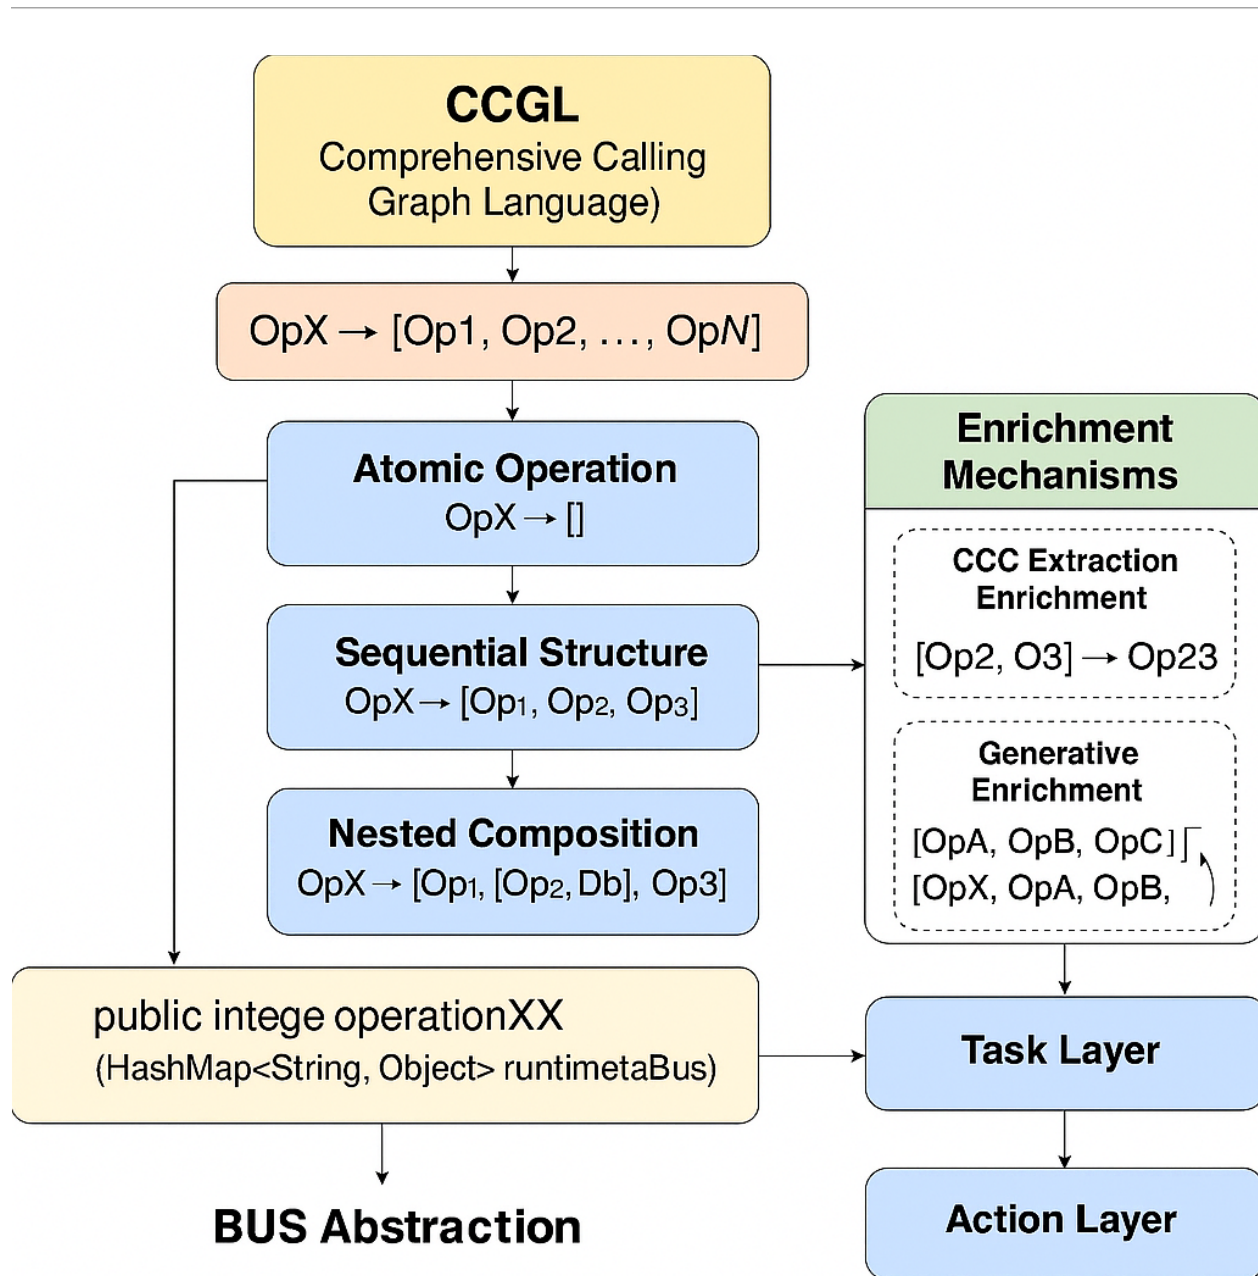 CCGL
Comprehensive Calling
Graph Language)
OpX → [Op1, Op2, ..., OpN]
Atomic Operation
OpX → []
Sequential Structure
OpX → [Op1, Op2, Op3]
Nested Composition
OpX → [Op1, [Op2, Db], Op3]
public intege operationXX
(HashMap<String, Object> runtimetaBus)
BUS Abstraction
Enrichment
Mechanisms
CCC Extraction
Enrichment
[Op2, O3] → Op23
Generative
Enrichment
[OpA, OpB, OpC]
[OpX, OpA, OpB,
Task Layer
Action Layer